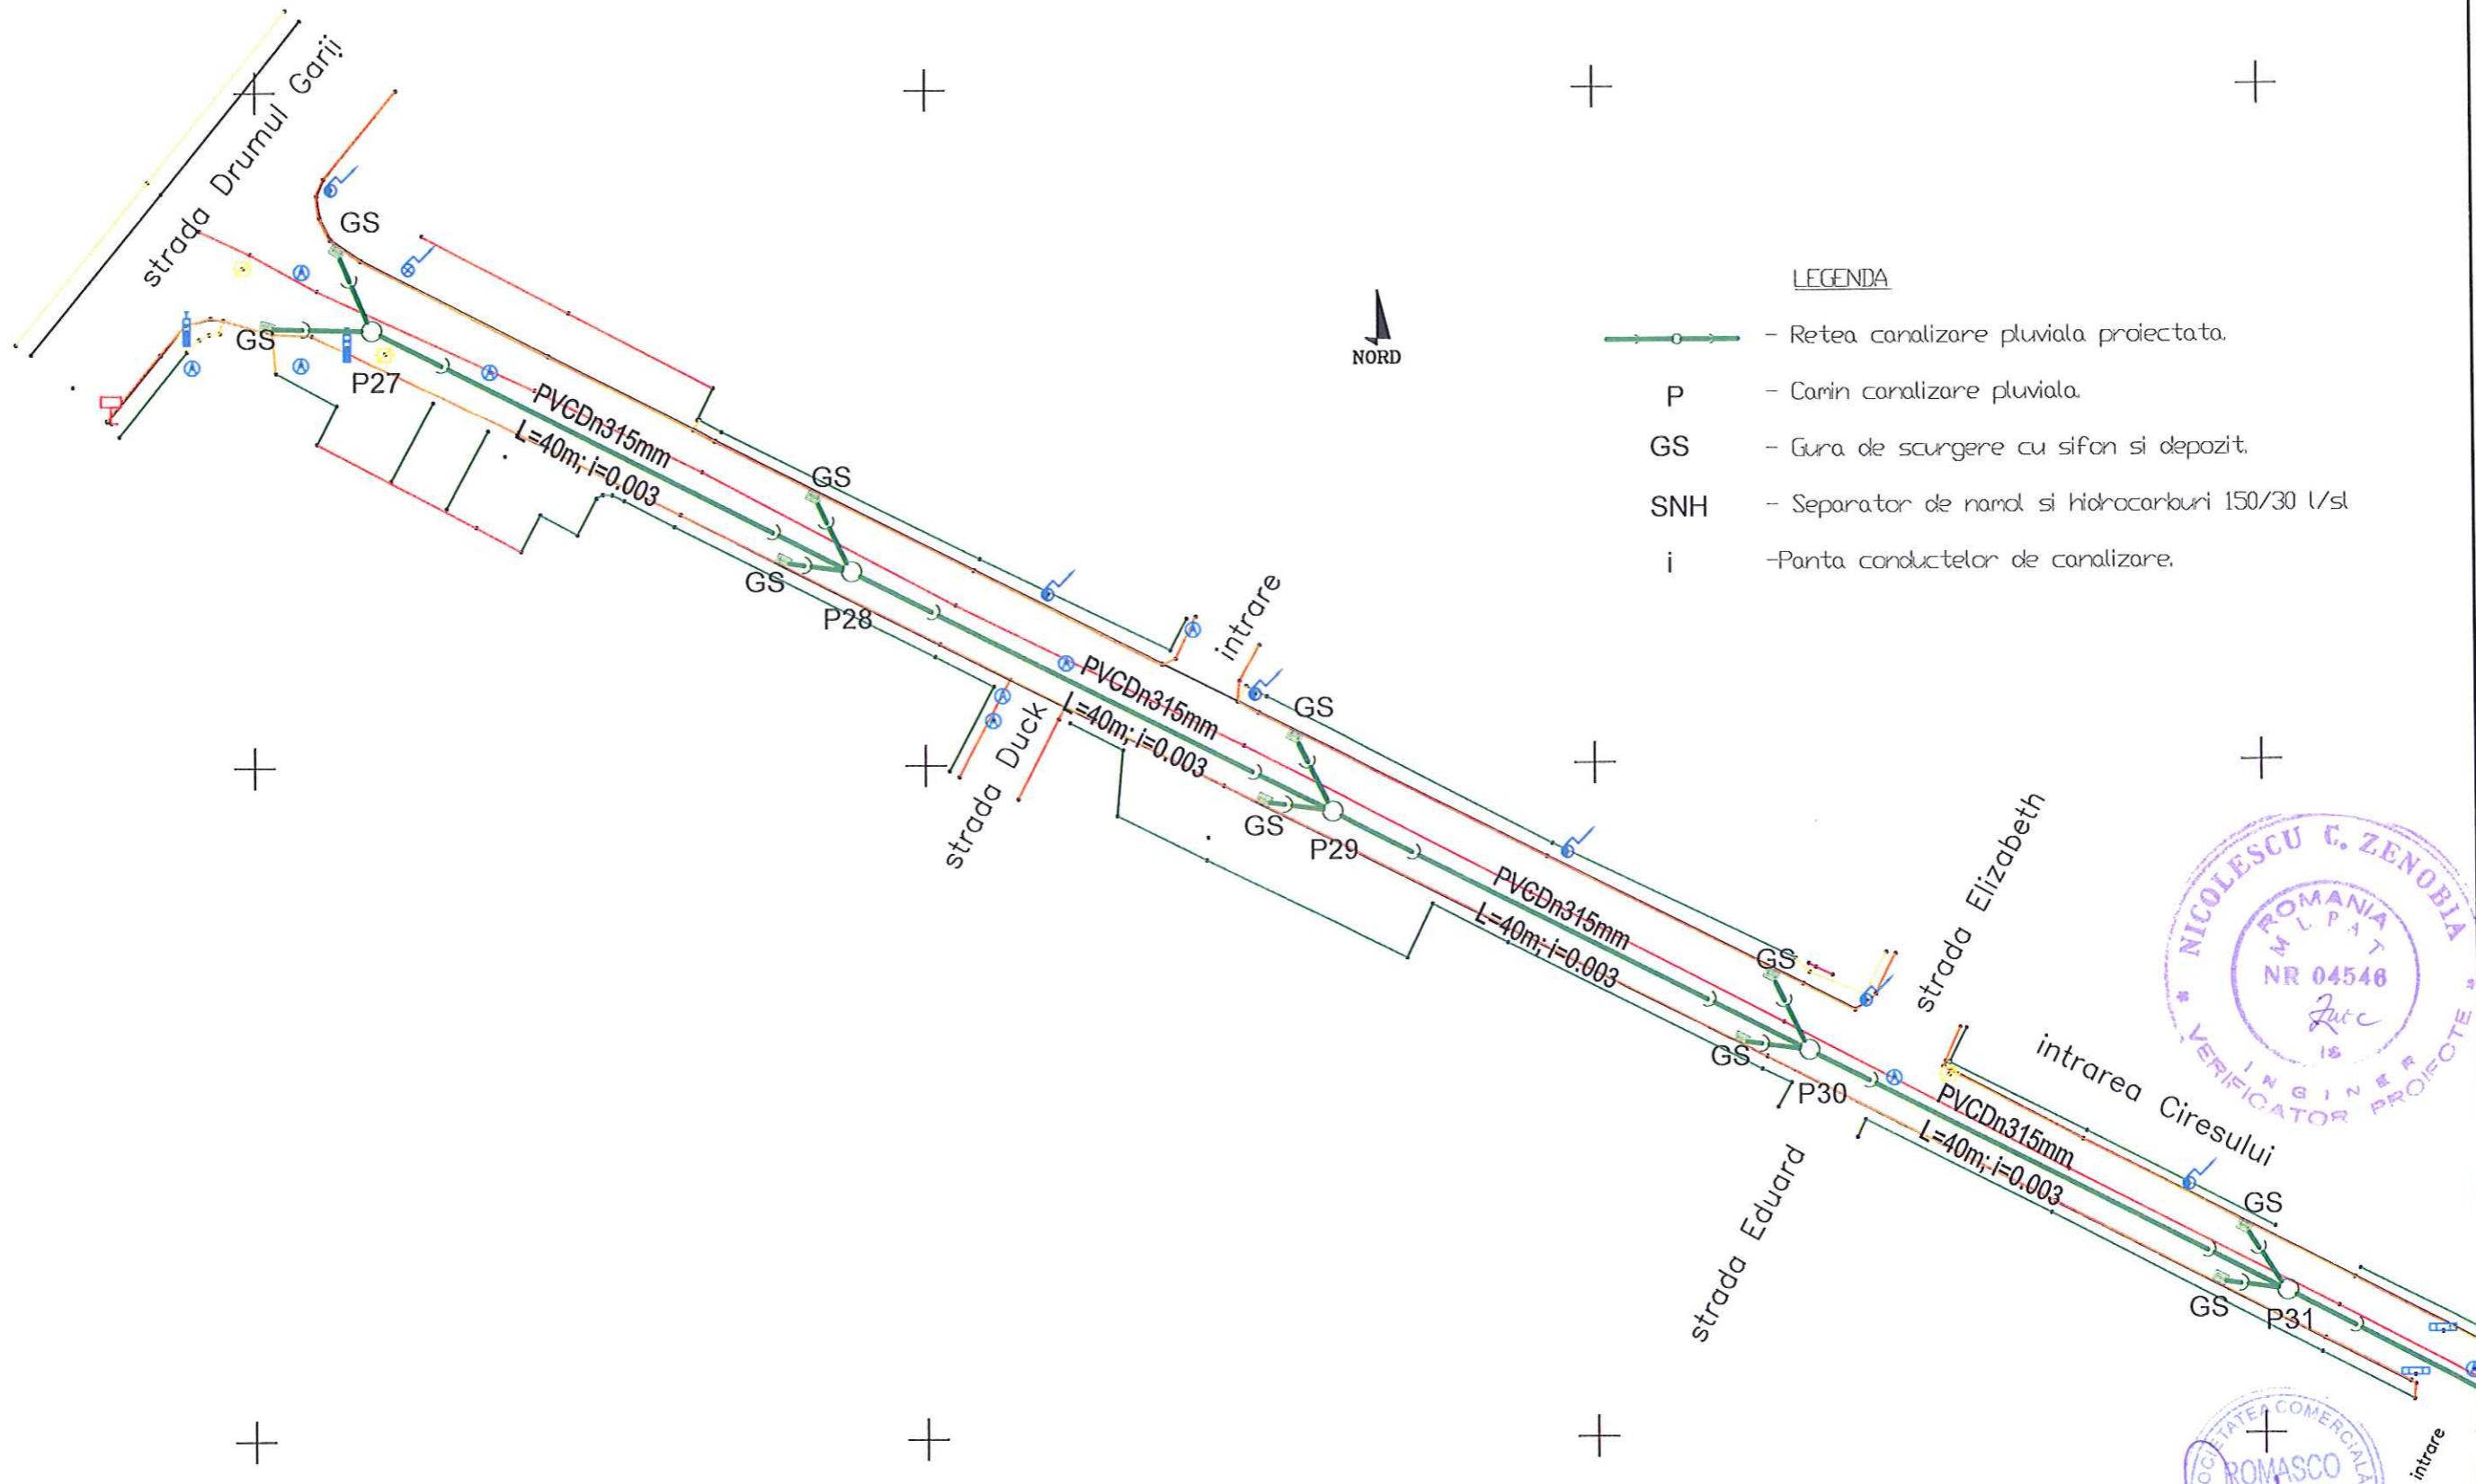 strada Drumul Garii
GS
GS
P27
PVCDn315mm
L=40m; i=0.003
GS
GS
P28
PVCDn315mm
L=40m; i=0.003
strada Duck
intrare
GS
GS
P29
PVCDn315mm
L=40m; i=0.003
GS
GS
P30
strada Elizabeth
strada Eduard
intrarea Ciresului
PVCDn315mm
L=40m; i=0.003
GS
GS
P31
intrare
NORD
LEGENDA
- Retea canalizare pluviala proiectata.
P - Camin canalizare pluviala.
GS - Gura de scurgere cu sifon si depozit.
SNH - Separator de namol si hidrocarburi 150/30 l/sl
i -Panta conductelor de canalizare.
* NICOLESCU C. ZENOBIA *
VERIFICATOR PROIECTE
ROMANIA
MLPAT
NR 04546
IS
INGINER
SOCIETATEA COMERCIALA
ROMASCO